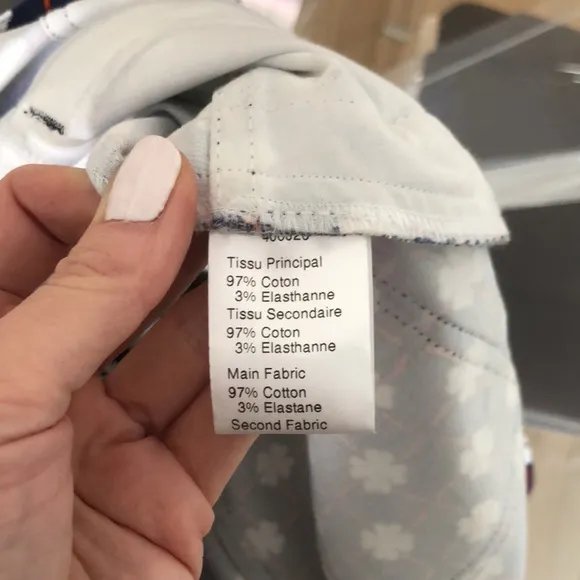 Tissu Principal
97% Coton
3% Elasthanne
Tissu Secondaire
97% Coton
3% Elasthanne
Main Fabric
97% Cotton
3% Elastane
Second Fabric